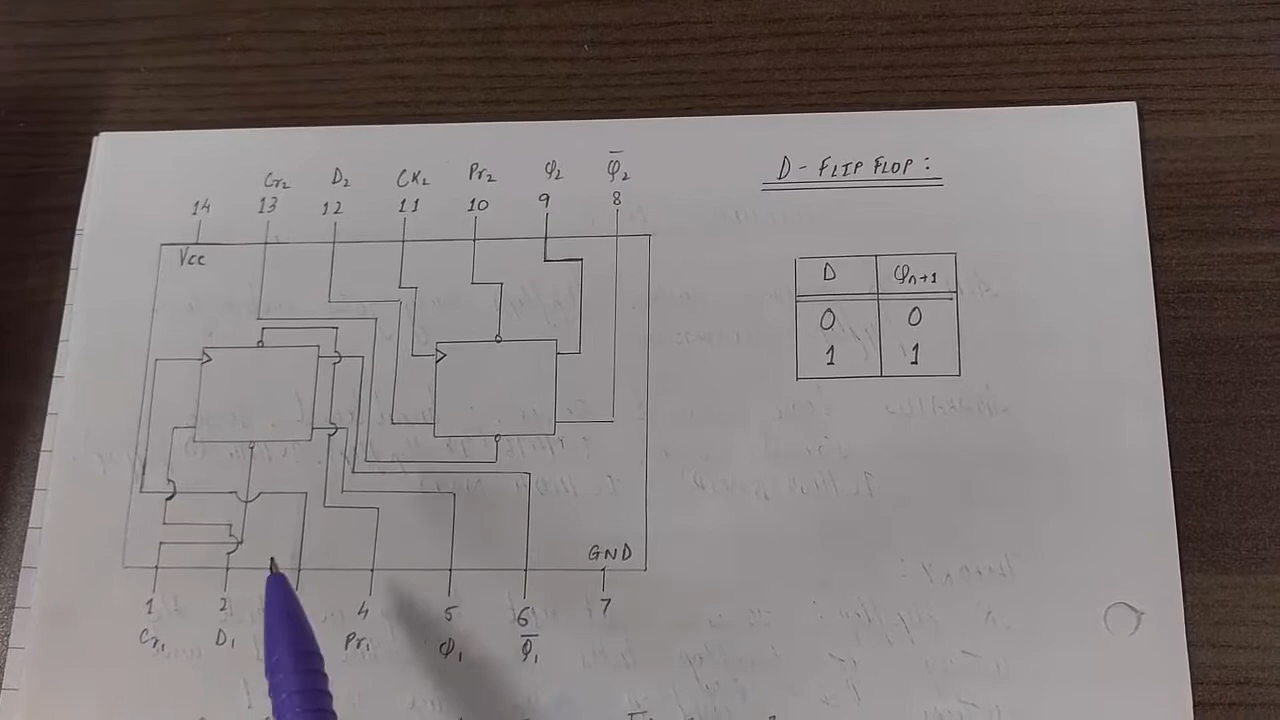 Cr₂ D₂ CK₂ Pr₂ Q₂ Q̅₂
14 13 12 11 10 9 8
Vcc
GND
1 2 4 5 6 7
Cr₁ D₁ Pr₁ Q₁ Q̅₁
D - FLIP FLOP :
D Qn+1
0 0
1 1